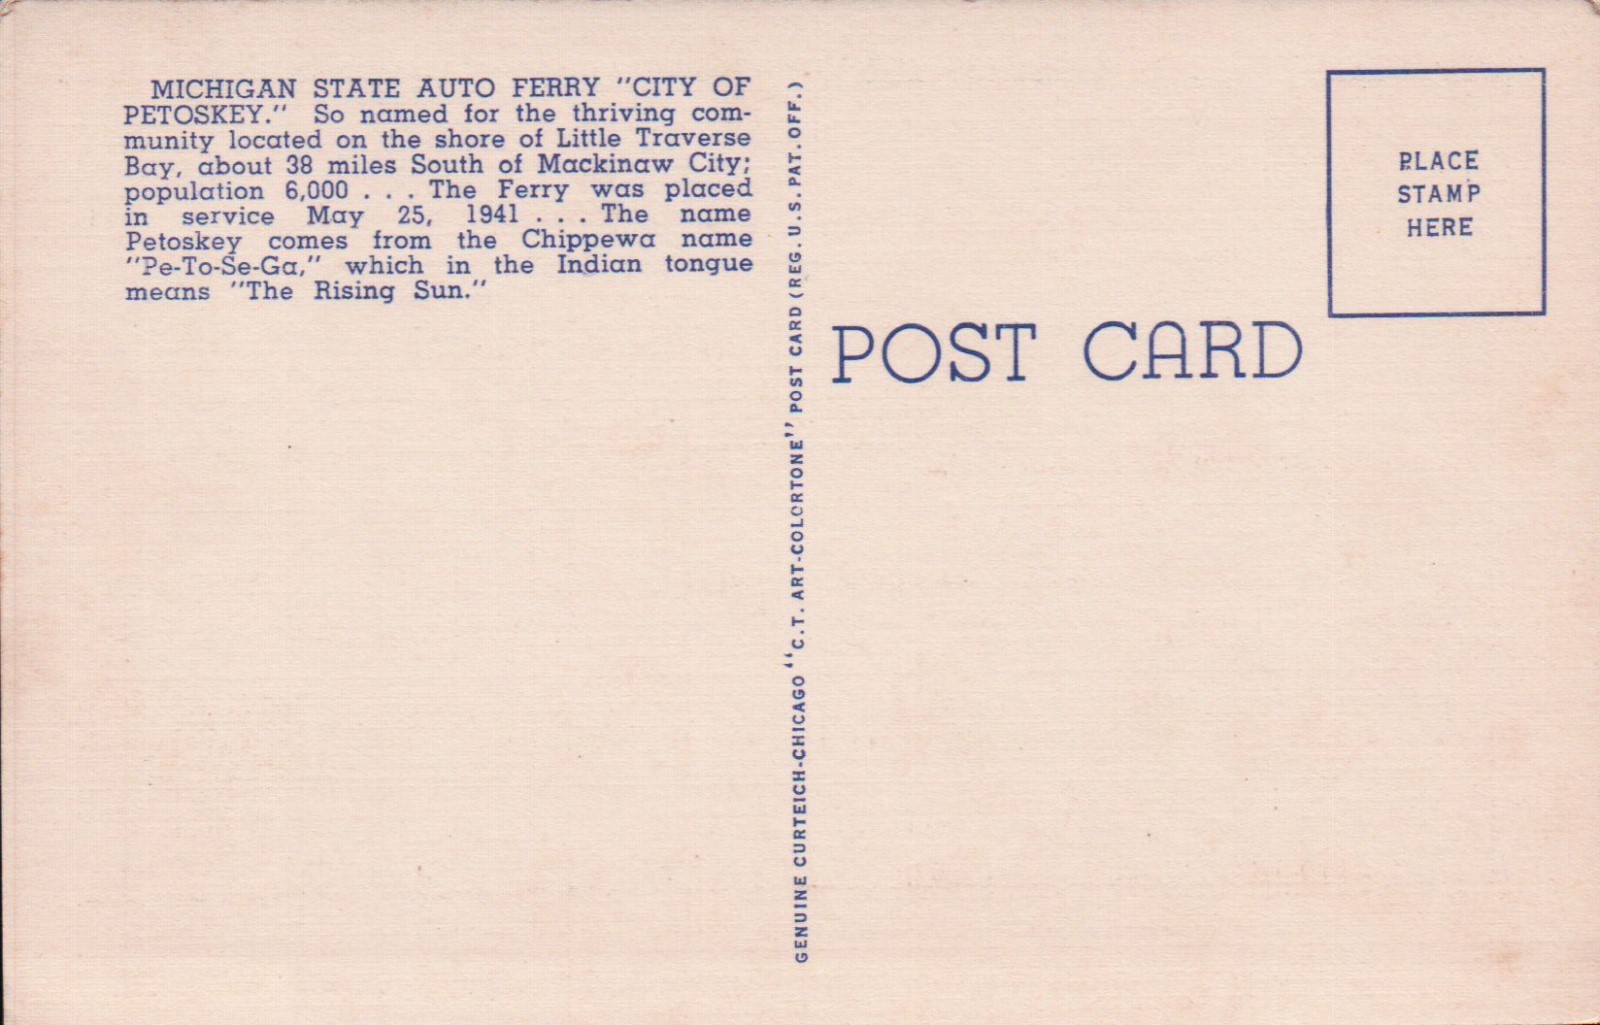 MICHIGAN STATE AUTO FERRY "CITY OF
PETOSKEY." So named for the thriving com-
munity located on the shore of Little Traverse
Bay, about 38 miles South of Mackinaw City;
population 6,000 . . . The Ferry was placed
in service May 25, 1941 . . . The name
Petoskey comes from the Chippewa name
"Pe-To-Se-Ga," which in the Indian tongue
means "The Rising Sun."
GENUINE CURTEICH-CHICAGO "C.T. ART-COLORTONE" POST CARD (REG. U.S. PAT. OFF.)
POST CARD
PLACE
STAMP
HERE